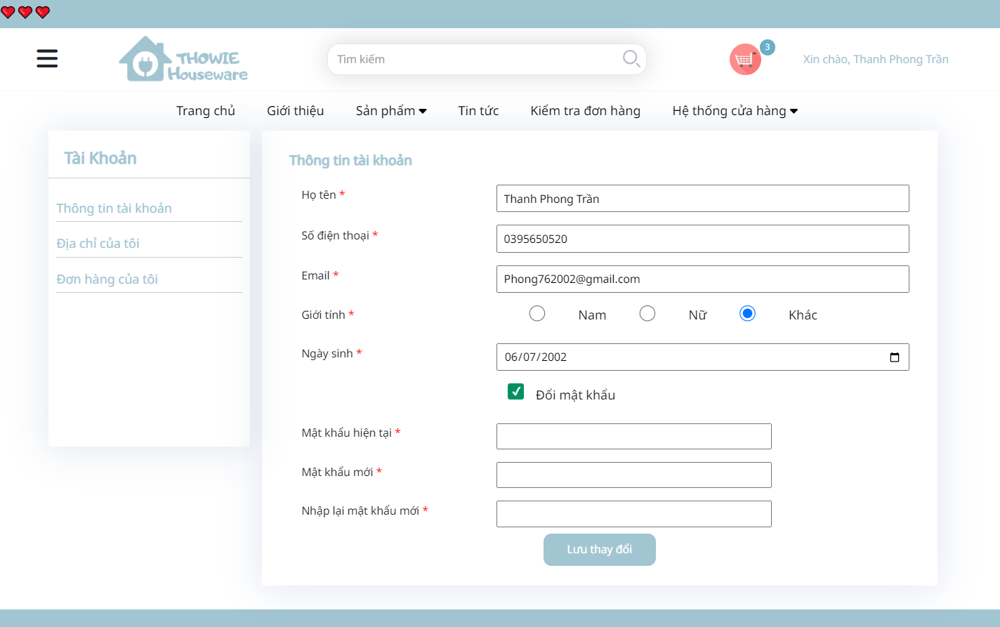 THOWIE
Houseware
Tìm kiếm
3
Xin chào, Thanh Phong Trần
Trang chủ Giới thiệu Sản phẩm Tin tức Kiểm tra đơn hàng Hệ thống cửa hàng
Tài Khoản
Thông tin tài khoản
Địa chỉ của tôi
Đơn hàng của tôi
Thông tin tài khoản
Họ tên * Thanh Phong Trần
Số điện thoại * 0395650520
Email * Phong762002@gmail.com
Giới tính * Nam Nữ Khác
Ngày sinh * 06/07/2002
Đổi mật khẩu
Mật khẩu hiện tại *
Mật khẩu mới *
Nhập lại mật khẩu mới *
Lưu thay đổi